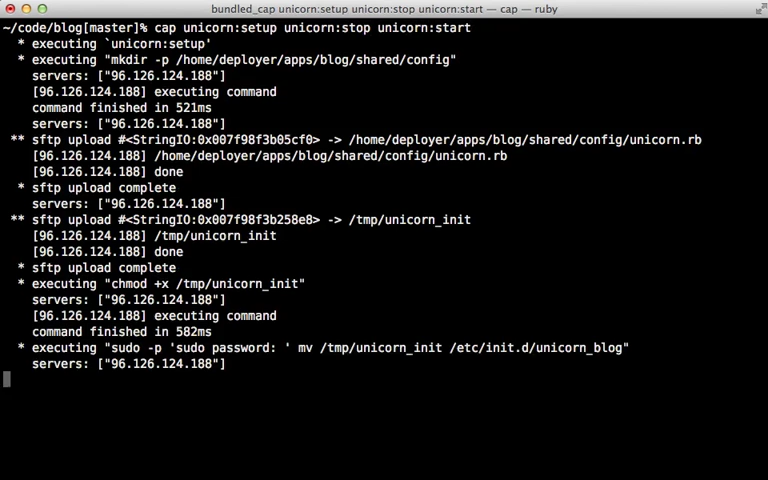 bundled_cap unicorn:setup unicorn:stop unicorn:start — cap — ruby
~/code/blog[master]% cap unicorn:setup unicorn:stop unicorn:start
* executing `unicorn:setup'
* executing "mkdir -p /home/deployer/apps/blog/shared/config"
servers: ["96.126.124.188"]
[96.126.124.188] executing command
command finished in 521ms
servers: ["96.126.124.188"]
** sftp upload #<StringIO:0x007f98f3b05cf0> -> /home/deployer/apps/blog/shared/config/unicorn.rb
[96.126.124.188] /home/deployer/apps/blog/shared/config/unicorn.rb
[96.126.124.188] done
* sftp upload complete
servers: ["96.126.124.188"]
** sftp upload #<StringIO:0x007f98f3b258e8> -> /tmp/unicorn_init
[96.126.124.188] /tmp/unicorn_init
[96.126.124.188] done
* sftp upload complete
* executing "chmod +x /tmp/unicorn_init"
servers: ["96.126.124.188"]
[96.126.124.188] executing command
command finished in 582ms
* executing "sudo -p 'sudo password: ' mv /tmp/unicorn_init /etc/init.d/unicorn_blog"
servers: ["96.126.124.188"]